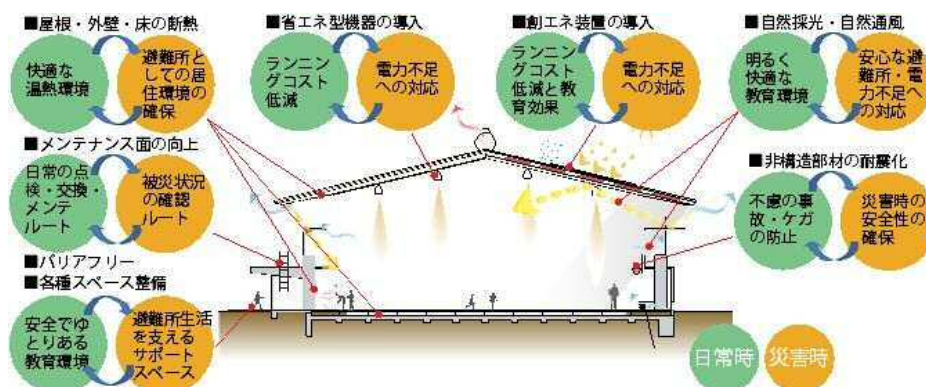 ■屋根・外壁・床の断熱
快適な
温熱環境
避難所と
しての居
住環境の
確保
■省エネ型機器の導入
ランニン
グコスト
低減
電力不足
への対応
■創エネ装置の導入
ランニン
グコスト
低減と教
育効果
電力不足
への対応
■自然採光・自然通風
明るく
快適な
教育環境
安心な避
難所・電
力不足へ
の対応
■メンテナンス面の向上
日常の点
検・交換・
メンテ
ルート
被災状況
の確認
ルート
■非構造部材の耐震化
不慮の事
故・ケガ
の防止
災害時の
安全性の
確保
■バリアフリー
■各種スペース整備
安全でゆ
とりある
教育環境
避難所生活
を支える
サポート
スペース
日常時
災害時